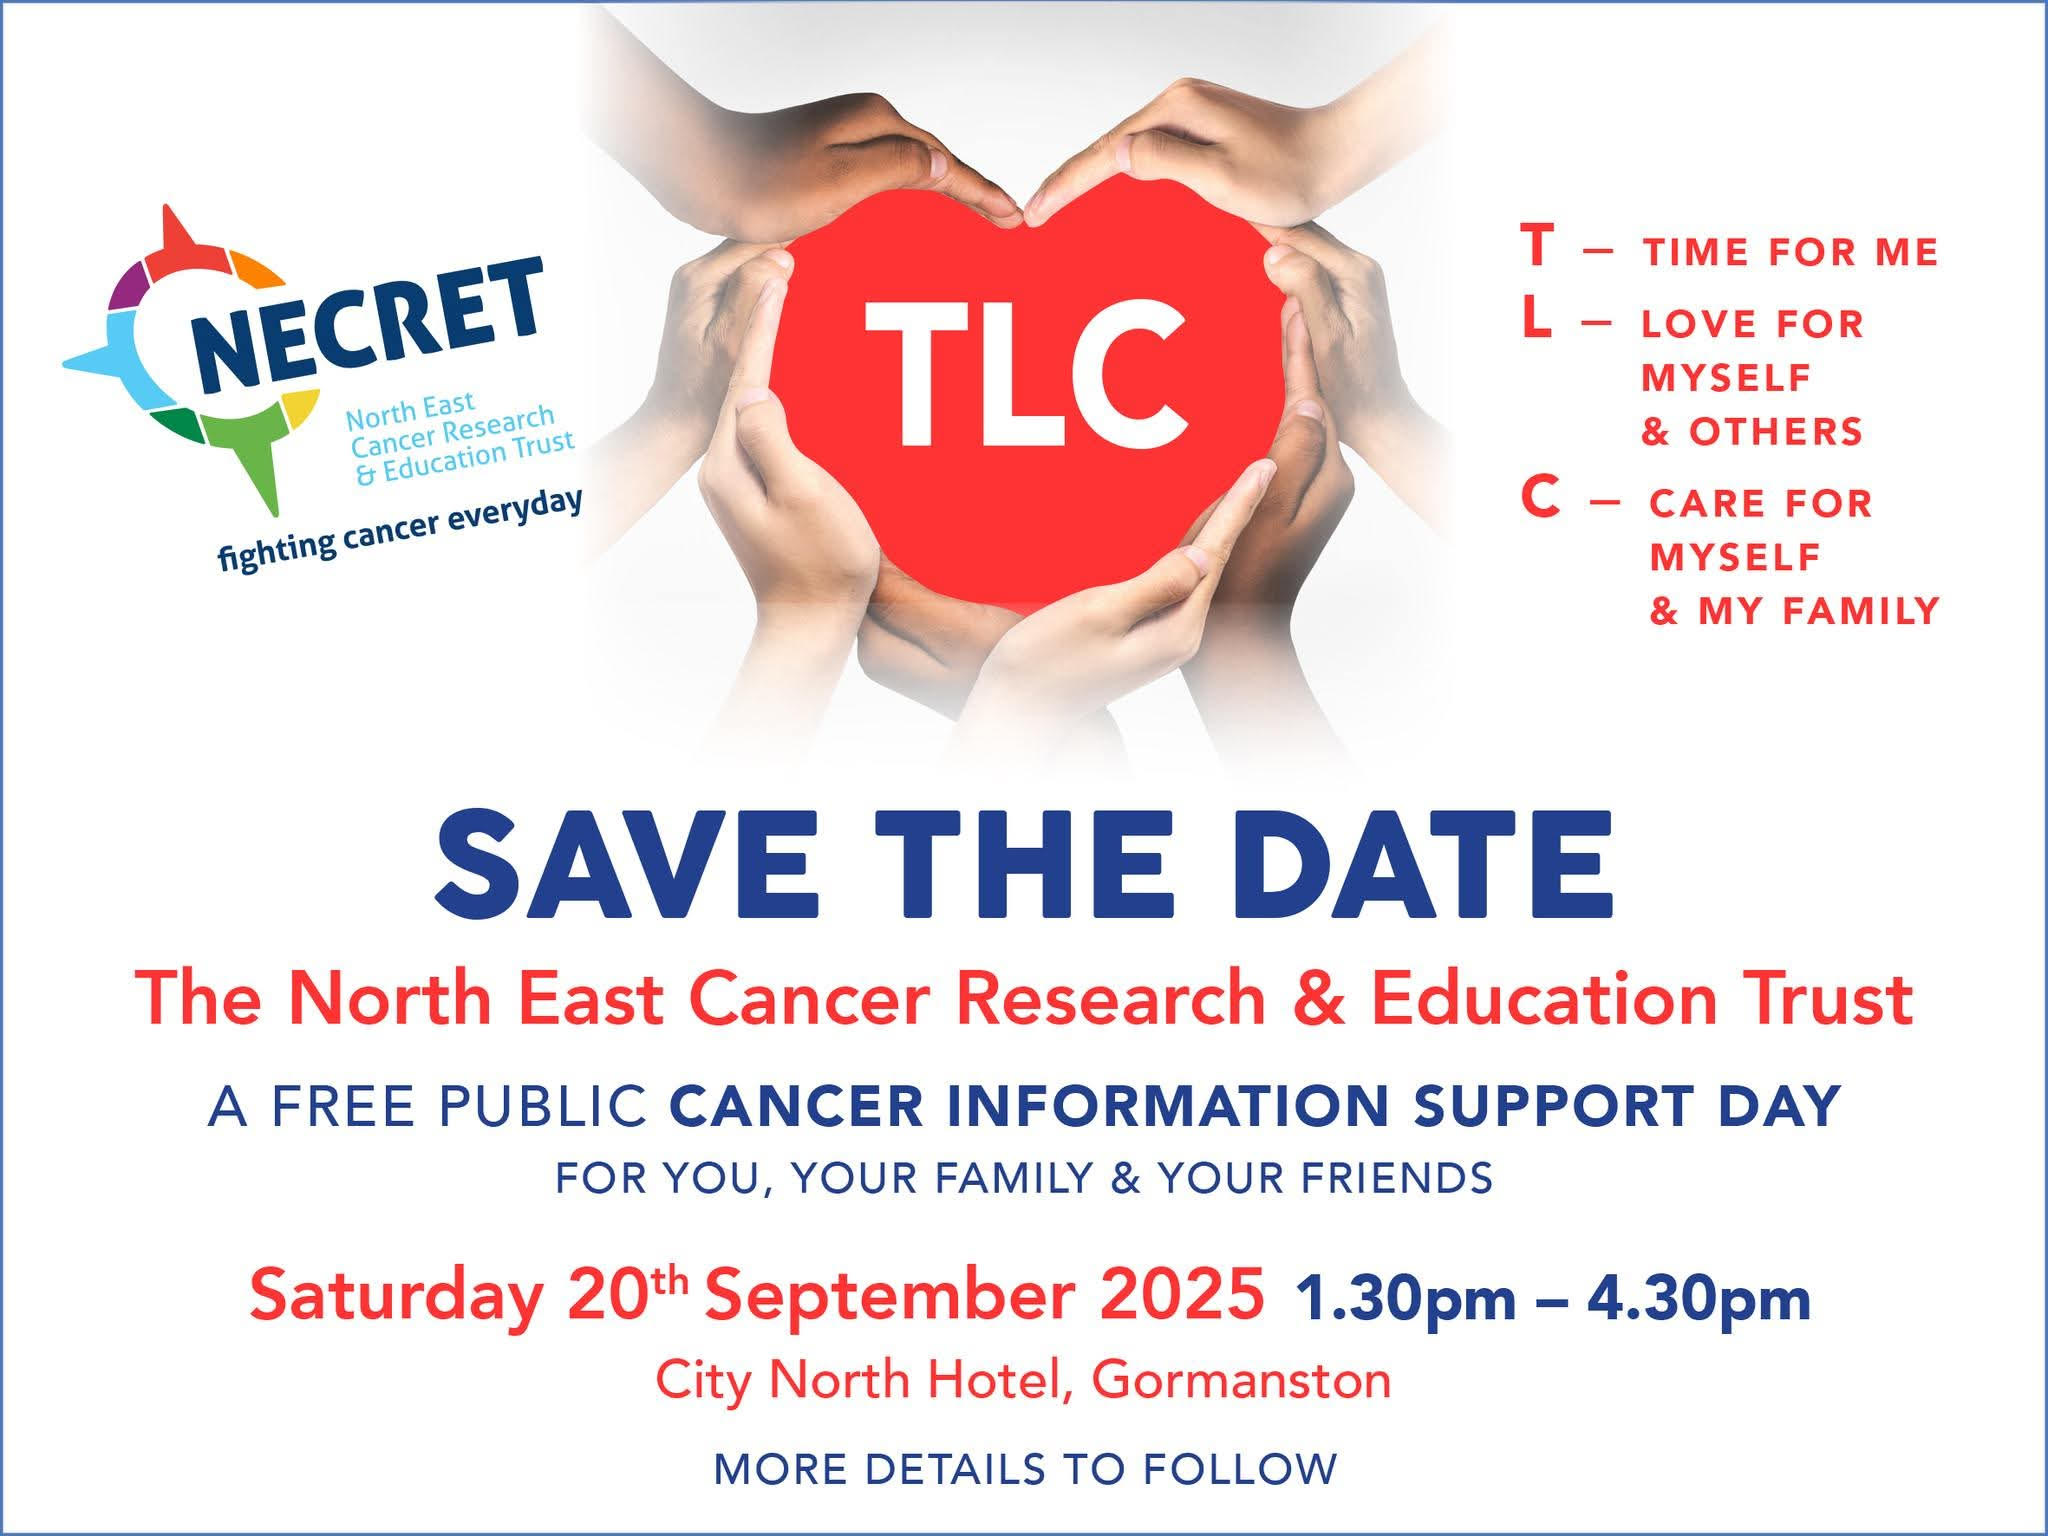 NECRET
North East
Cancer Research
& Education Trust
fighting cancer everyday
TLC
T – TIME FOR ME
L – LOVE FOR
MYSELF
& OTHERS
C – CARE FOR
MYSELF
& MY FAMILY
SAVE THE DATE
The North East Cancer Research & Education Trust
A FREE PUBLIC CANCER INFORMATION SUPPORT DAY
FOR YOU, YOUR FAMILY & YOUR FRIENDS
Saturday 20th September 2025 1.30pm – 4.30pm
City North Hotel, Gormanston
MORE DETAILS TO FOLLOW